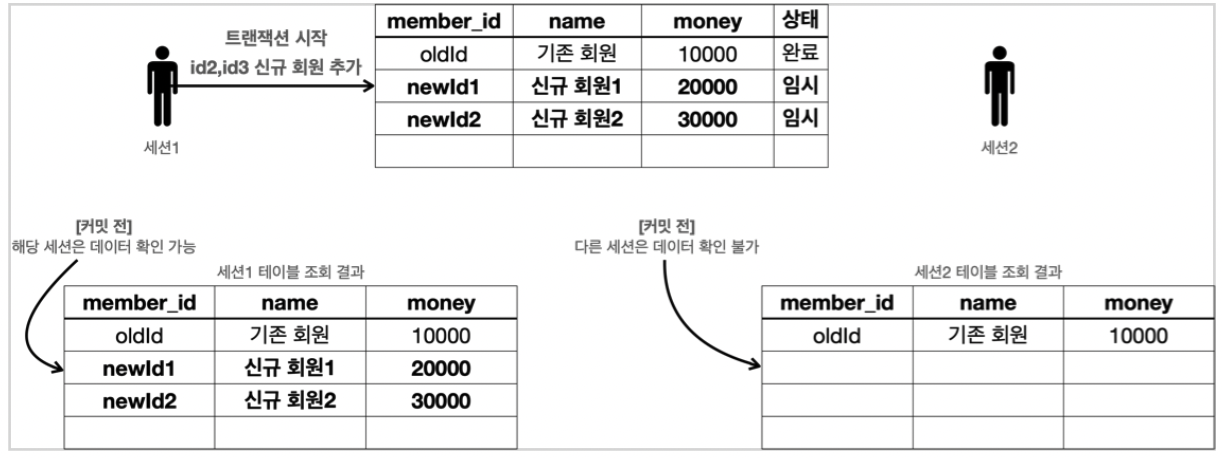 트랜잭션 시작
id2,id3 신규 회원 추가
세션1
member_id name money 상태
oldId 기존 회원 10000 완료
newId1 신규 회원1 20000 임시
newId2 신규 회원2 30000 임시
세션2
[커밋 전]
해당 세션은 데이터 확인 가능
세션1 테이블 조회 결과
member_id name money
oldId 기존 회원 10000
newId1 신규 회원1 20000
newId2 신규 회원2 30000
[커밋 전]
다른 세션은 데이터 확인 불가
세션2 테이블 조회 결과
member_id name money
oldId 기존 회원 10000